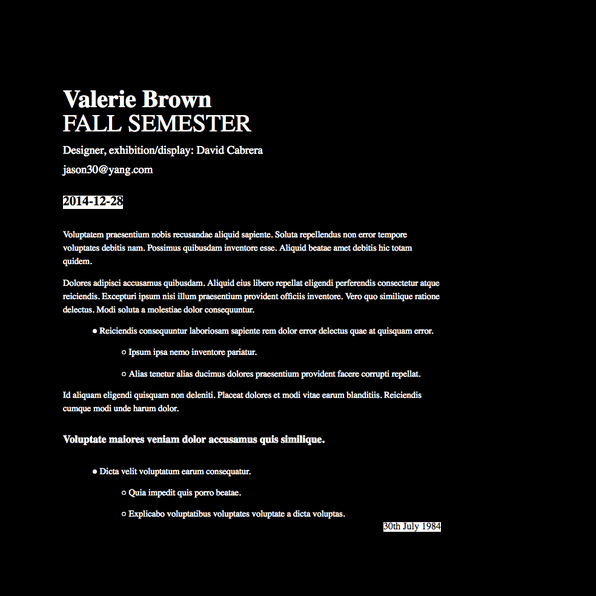 Valerie Brown
FALL SEMESTER
Designer, exhibition/display: David Cabrera
jason30@yang.com
2014-12-28
Voluptatem praesentium nobis recusandae aliquid sapiente. Soluta repellendus non error tempore
voluptates debitis nam. Possimus quibusdam inventore esse. Aliquid beatae amet debitis hic totam
quidem.
Dolores adipisci accusamus quibusdam. Aliquid eius libero repellat eligendi perferendis consectetur atque
reiciendis. Excepturi ipsum nisi illum praesentium provident officiis inventore. Vero quo similique ratione
delectus. Modi soluta a molestiae dolor consequuntur.
Reiciendis consequuntur laboriosam sapiente rem dolor error delectus quae at quisquam error.
Ipsum ipsa nemo inventore pariatur.
Alias tenetur alias ducimus dolores praesentium provident facere corrupti repellat.
Id aliquam eligendi quisquam non deleniti. Placeat dolores et modi vitae earum blanditiis. Reiciendis
cumque modi unde harum dolor.
Voluptate maiores veniam dolor accusamus quis similique.
Dicta velit voluptatum earum consequatur.
Quia impedit quis porro beatae.
Explicabo voluptatibus voluptates voluptate a dicta voluptas.
30th July 1984